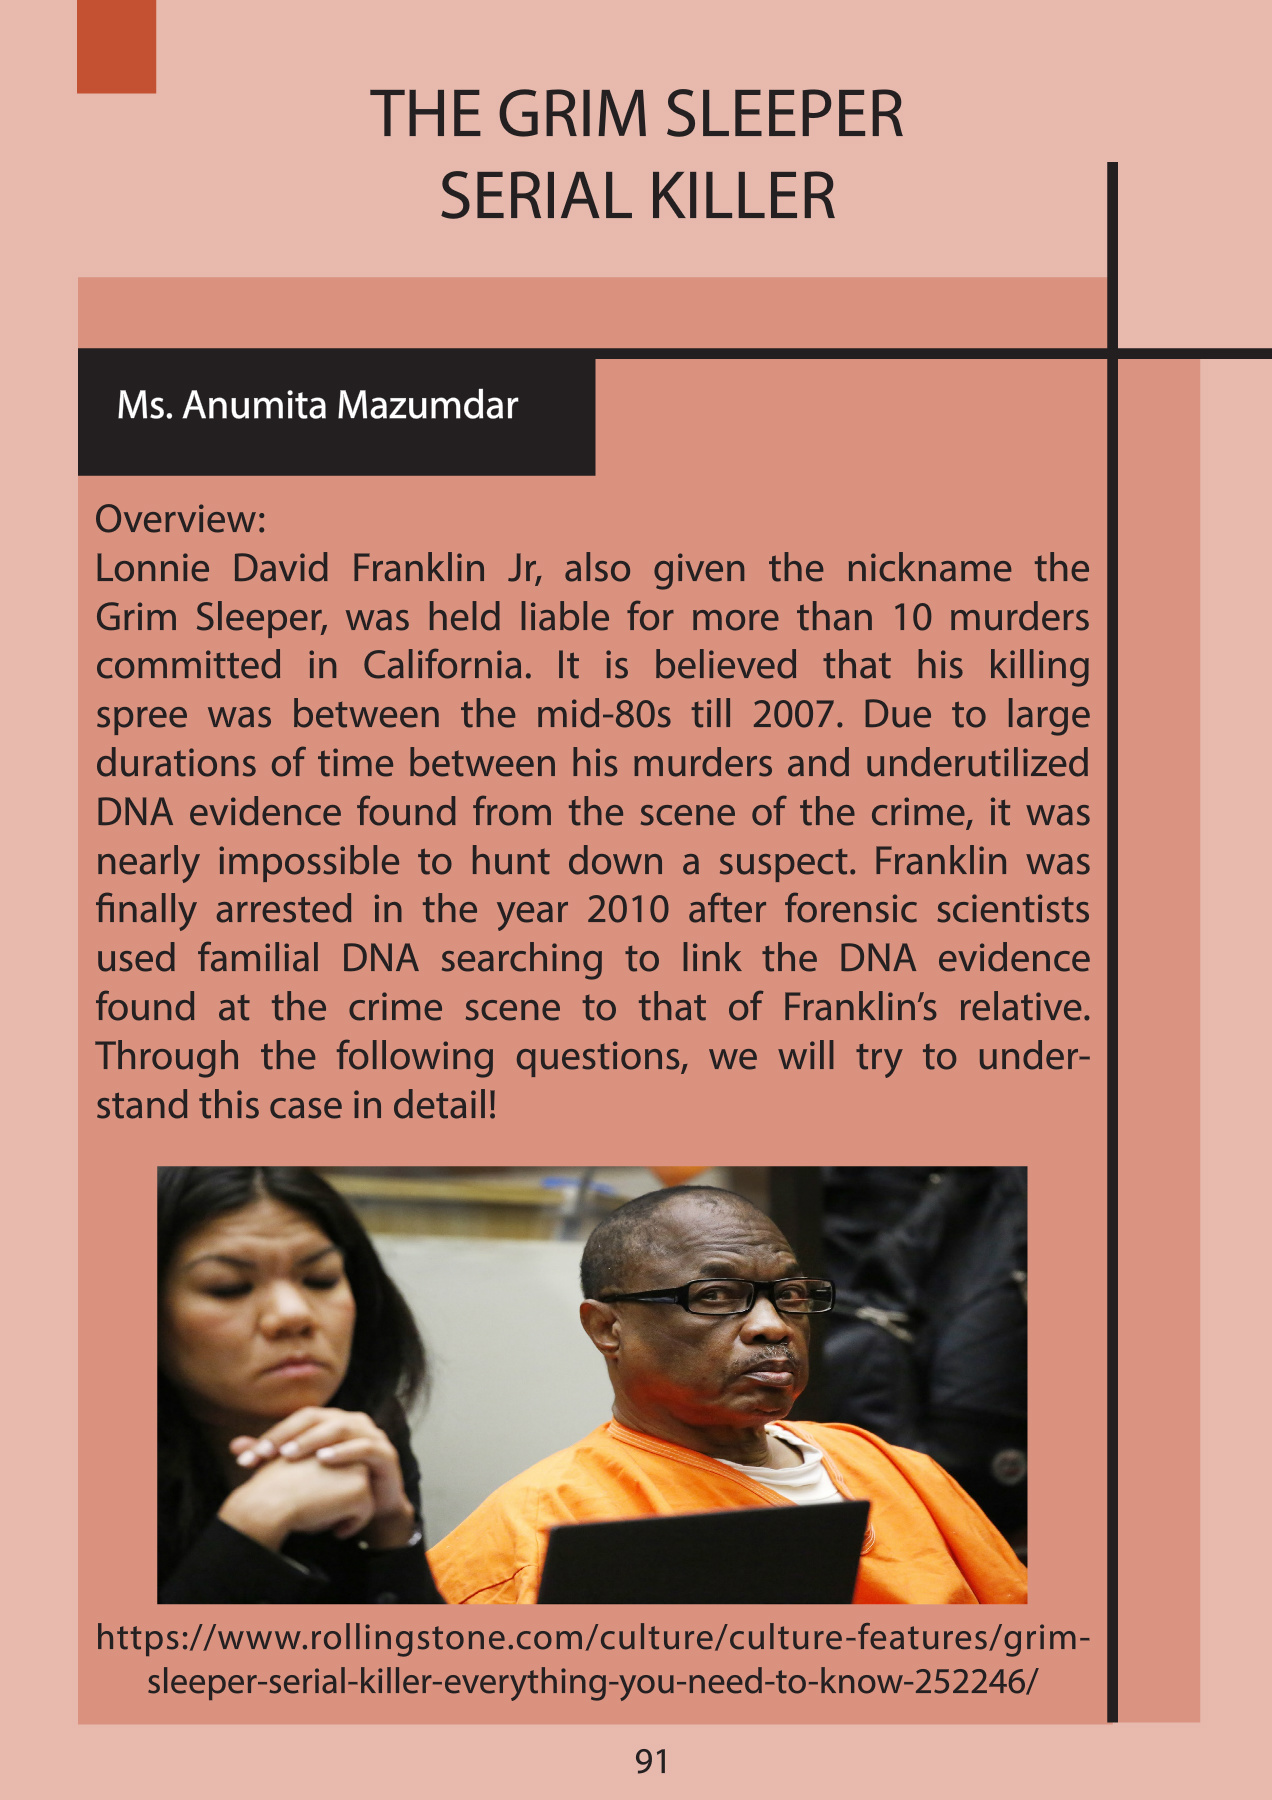 THE GRIM SLEEPER
SERIAL KILLER
Ms. Anumita Mazumdar
Overview:
Lonnie David Franklin Jr, also given the nickname the
Grim Sleeper, was held liable for more than 10 murders
committed in California. It is believed that his killing
spree was between the mid-80s till 2007. Due to large
durations of time between his murders and underutilized
DNA evidence found from the scene of the crime, it was
nearly impossible to hunt down a suspect. Franklin was
finally arrested in the year 2010 after forensic scientists
used familial DNA searching to link the DNA evidence
found at the crime scene to that of Franklin’s relative.
Through the following questions, we will try to under-
stand this case in detail!
https://www.rollingstone.com/culture/culture-features/grim-
sleeper-serial-killer-everything-you-need-to-know-252246/
91